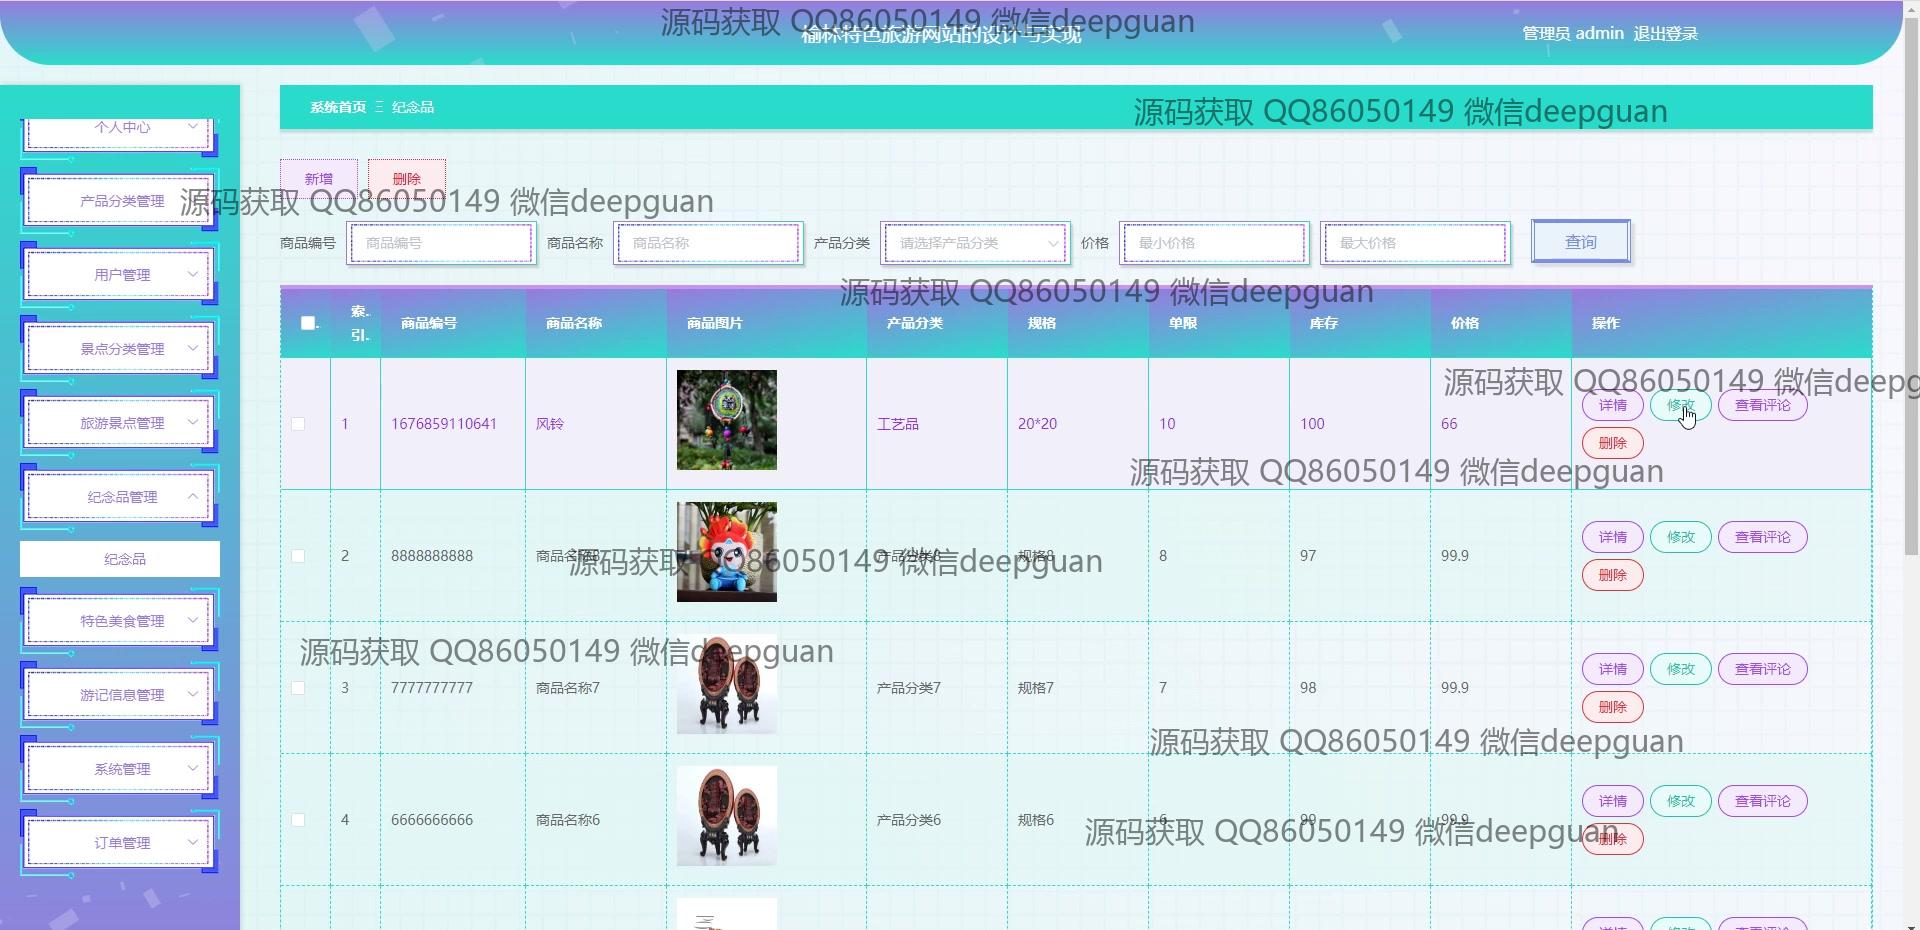 源码获取 QQ86050149 微信deepguan
榆林特色旅游网站的设计与实现
管理员 admin 退出登录
系统首页 纪念品
源码获取 QQ86050149 微信deepguan
个人中心
新增 删除
产品分类管理
源码获取 QQ86050149 微信deepguan
商品编号 商品编号 商品名称 商品名称 产品分类 请选择产品分类 价格 最小价格 最大价格 查询
用户管理
源码获取 QQ86050149 微信deepguan
索. 引. 商品编号 商品名称 商品图片 产品分类 规格 单限 库存 价格 操作
景点分类管理
源码获取 QQ86050149 微信deepg
详情 修改 查看评论
1 1676859110641 风铃 工艺品 20*20 10 100 66
旅游景点管理
删除
源码获取 QQ86050149 微信deepguan
纪念品管理
详情 修改 查看评论
2 8888888888 商品名称8 产品分类8 规格8 8 97 99.9
源码获取 QQ86050149 微信deepguan
纪念品
删除
特色美食管理
源码获取 QQ86050149 微信deepguan
详情 修改 查看评论
3 7777777777 商品名称7 产品分类7 规格7 7 98 99.9
游记信息管理
删除
源码获取 QQ86050149 微信deepguan
系统管理
详情 修改 查看评论
4 6666666666 商品名称6 产品分类6 规格6 6 99 99.9
源码获取 QQ86050149 微信deepguan
删除
订单管理
详情 修改 查看评论